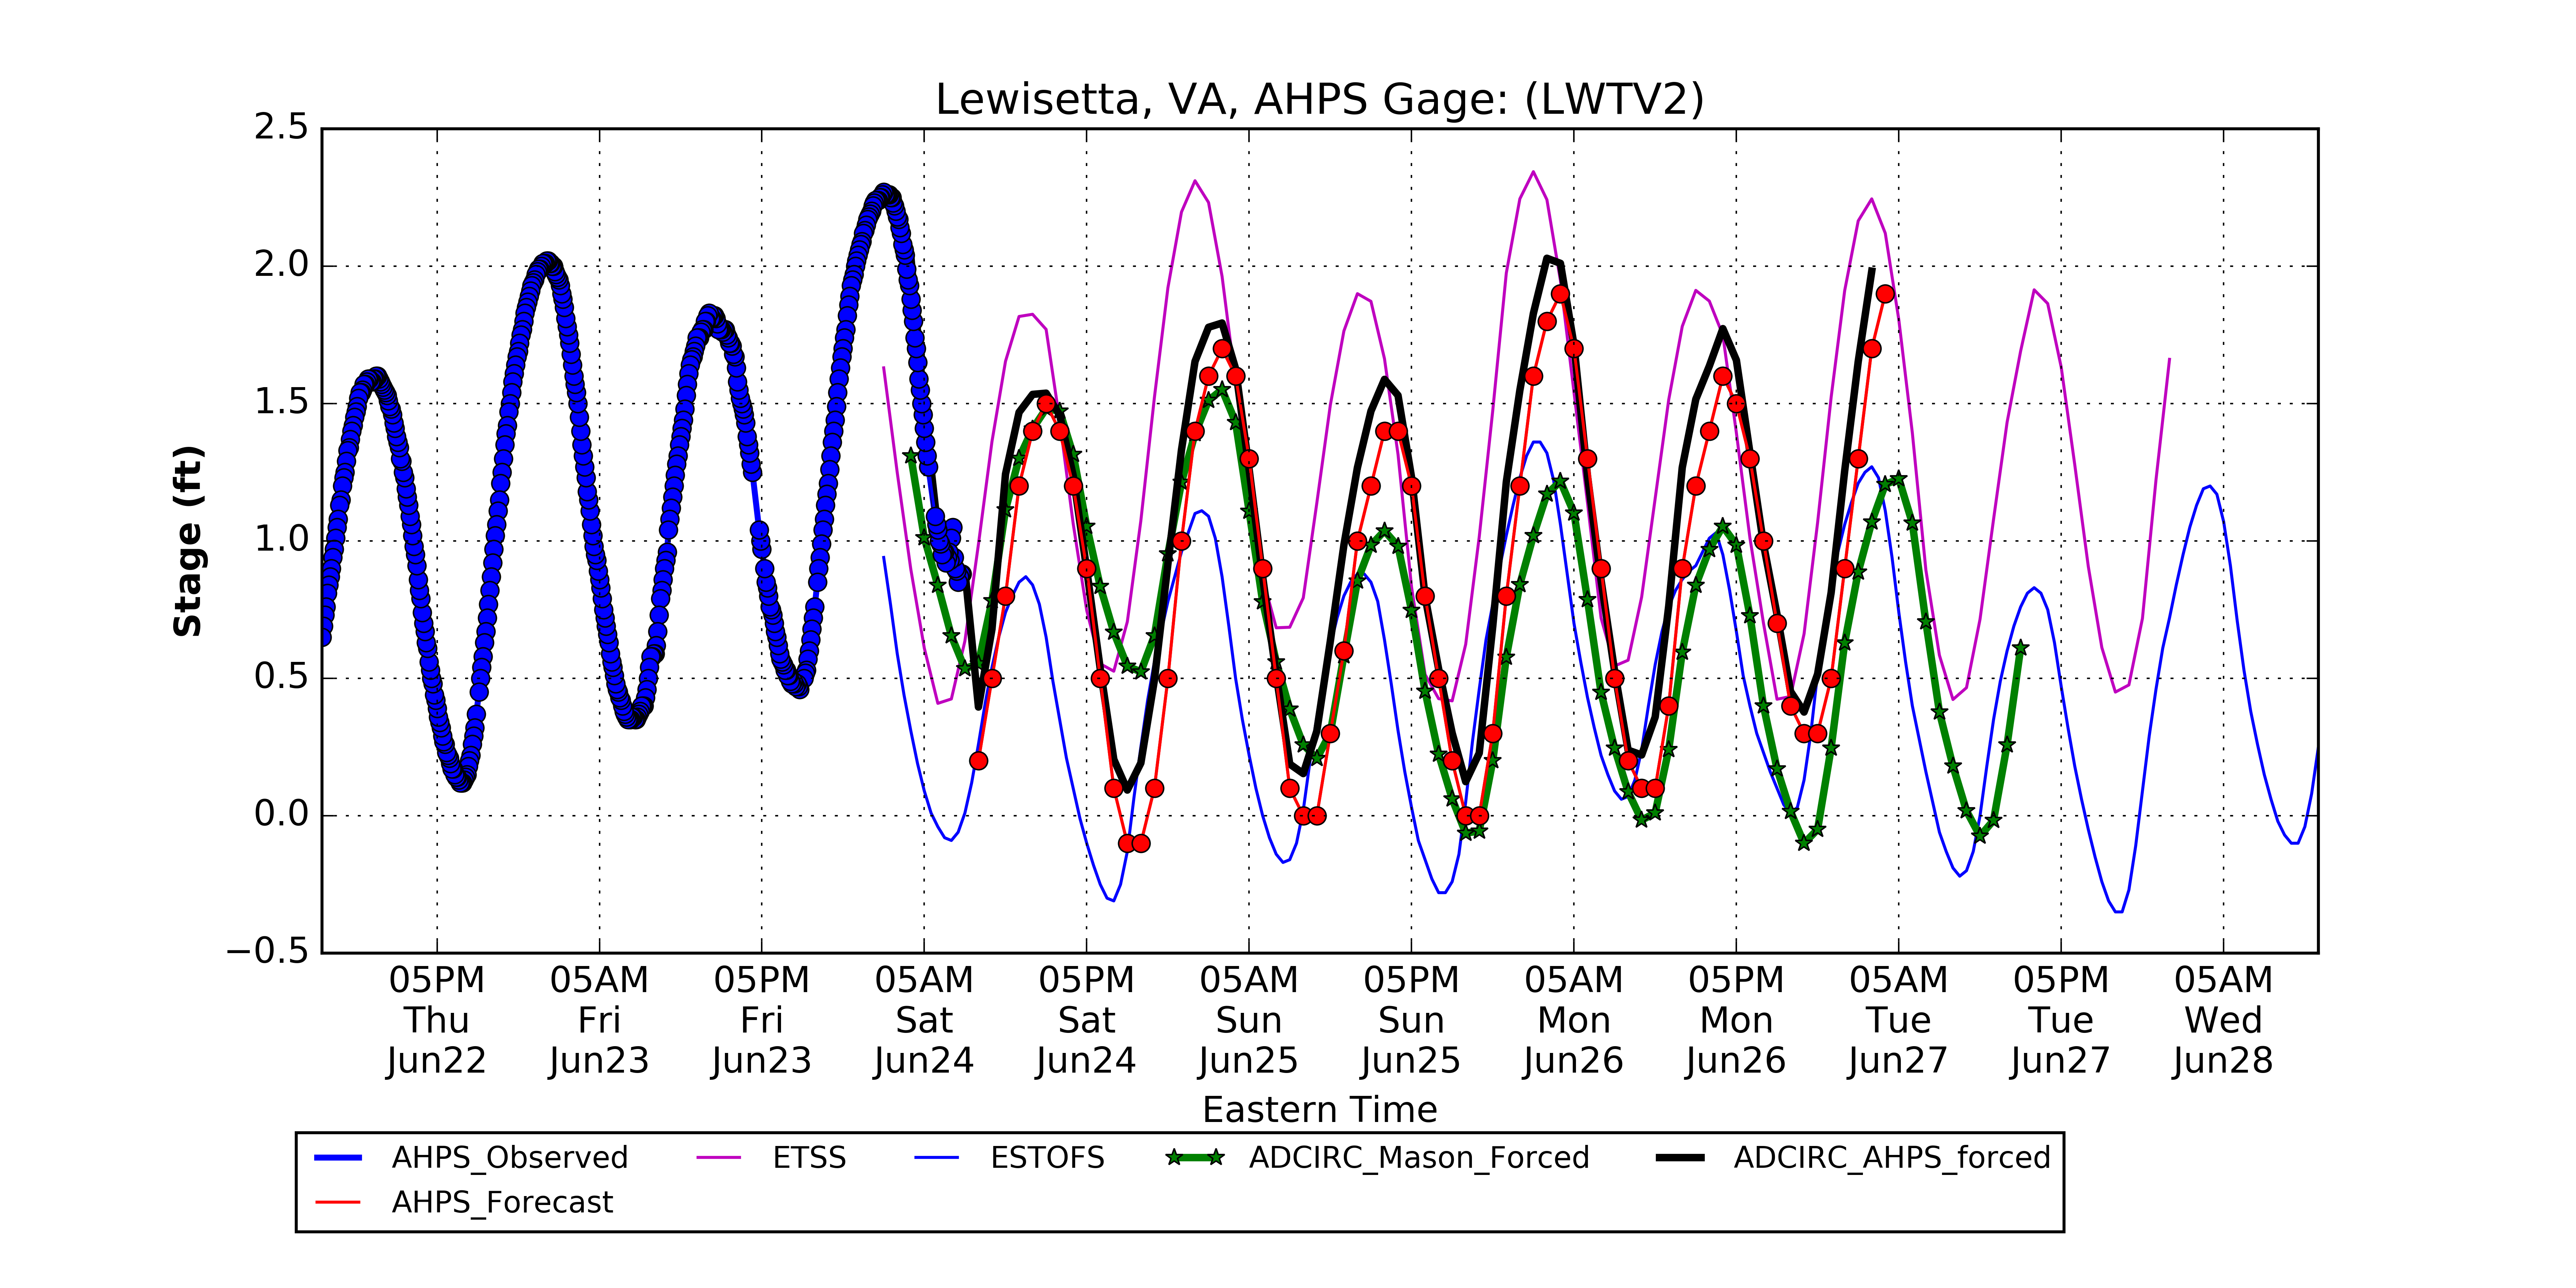 Lewisetta, VA, AHPS Gage: (LWTV2)
2.5
2.0
1.5
1.0
0.5
0.0
−0.5
Stage (ft)
05PM 05AM 05PM 05AM 05PM 05AM 05PM 05AM 05PM 05AM 05PM 05AM
Thu Fri Fri Sat Sat Sun Sun Mon Mon Tue Tue Wed
Jun22 Jun23 Jun23 Jun24 Jun24 Jun25 Jun25 Jun26 Jun26 Jun27 Jun27 Jun28
Eastern Time
AHPS_Observed ETSS ESTOFS ADCIRC_Mason_Forced ADCIRC_AHPS_forced
AHPS_Forecast